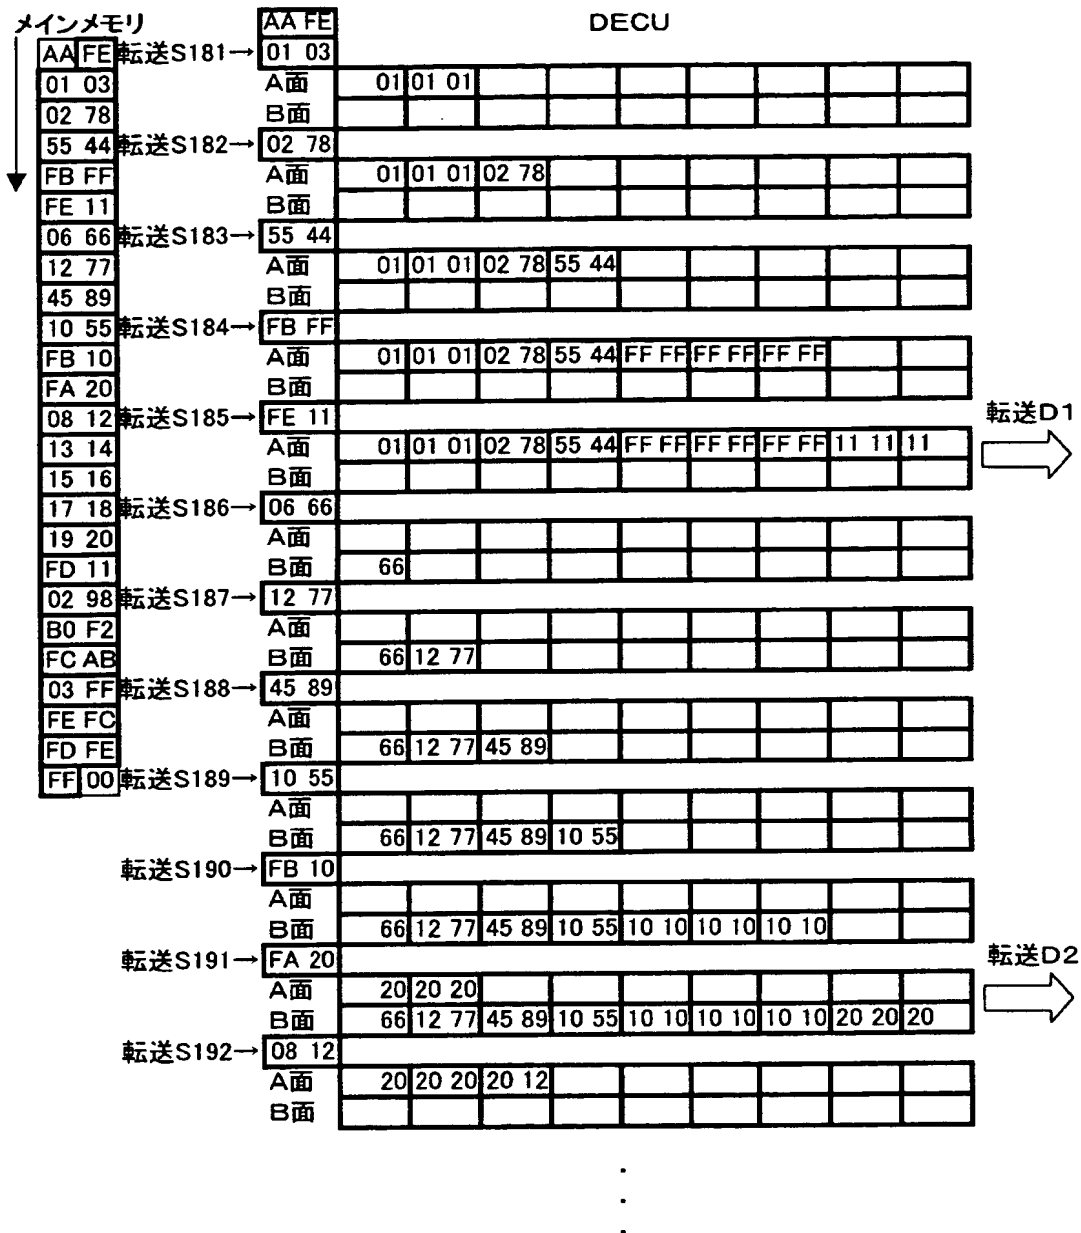 メインメモリ AA FE DECU
AA FE 転送S181→ 01 03
01 03 A面 01 01 01
02 78 B面
55 44 転送S182→ 02 78
FB FF A面 01 01 01 02 78
FE 11 B面
06 66 転送S183→ 55 44
12 77 A面 01 01 01 02 78 55 44
45 89 B面
10 55 転送S184→ FB FF
FB 10 A面 01 01 01 02 78 55 44 FF FF FF FF FF FF
FA 20 B面
08 12 転送S185→ FE 11 転送D1
13 14 A面 01 01 01 02 78 55 44 FF FF FF FF FF FF 11 11 11
15 16 B面
17 18 転送S186→ 06 66
19 20 A面
FD 11 B面 66
02 98 転送S187→ 12 77
B0 F2 A面
FC AB B面 66 12 77
03 FF 転送S188→ 45 89
FE FC A面
FD FE B面 66 12 77 45 89
FF 00 転送S189→ 10 55
A面
B面 66 12 77 45 89 10 55
転送S190→ FB 10
A面
B面 66 12 77 45 89 10 55 10 10 10 10 10 10
転送S191→ FA 20 転送D2
A面 20 20 20
B面 66 12 77 45 89 10 55 10 10 10 10 10 10 20 20 20
転送S192→ 08 12
A面 20 20 20 20 12
B面